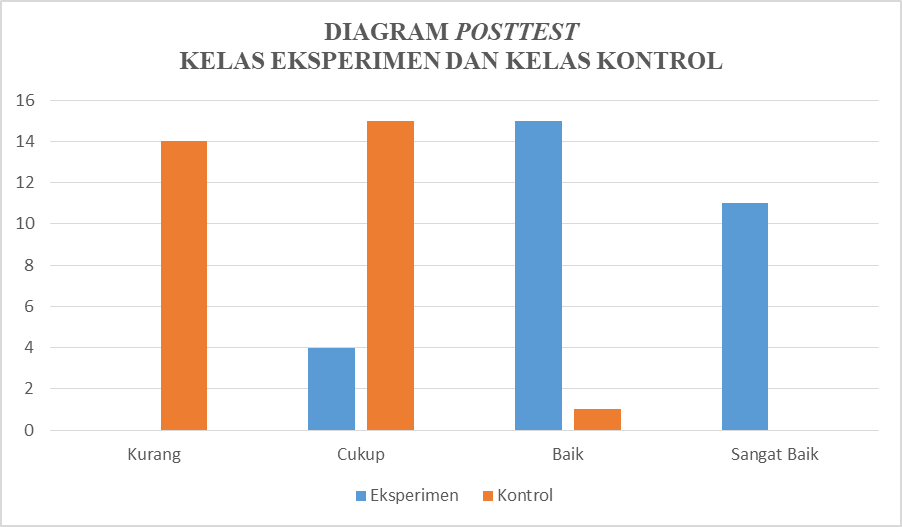 DIAGRAM POSTTEST
KELAS EKSPERIMEN DAN KELAS KONTROL
16
14
12
10
8
6
4
2
0
Kurang Cukup Baik Sangat Baik
Eksperimen Kontrol